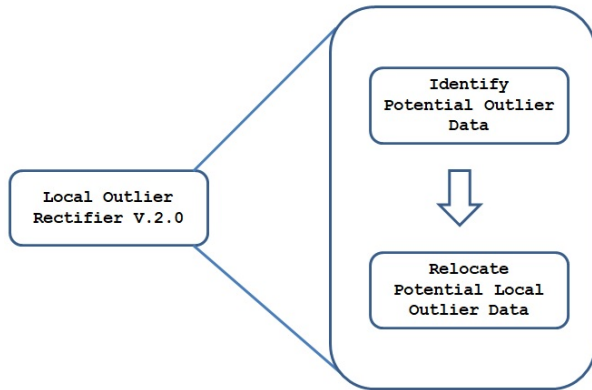 Identify
Potential Outlier
Data
Local Outlier
Rectifier V.2.0
Relocate
Potential Local
Outlier Data